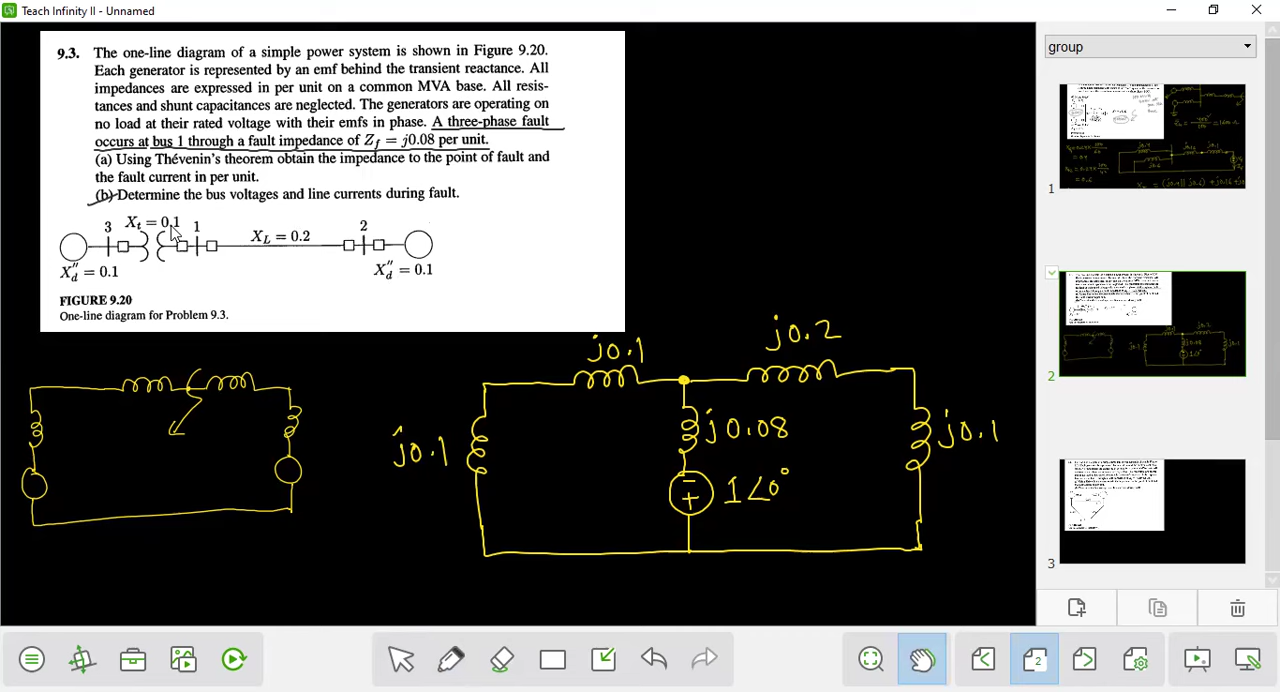 Teach Infinity II - Unnamed
9.3. The one-line diagram of a simple power system is shown in Figure 9.20.
Each generator is represented by an emf behind the transient reactance. All
impedances are expressed in per unit on a common MVA base. All resis-
tances and shunt capacitances are neglected. The generators are operating on
no load at their rated voltage with their emfs in phase. A three-phase fault
occurs at bus 1 through a fault impedance of Z_f = j0.08 per unit.
(a) Using Thévenin's theorem obtain the impedance to the point of fault and
the fault current in per unit.
(b) Determine the bus voltages and line currents during fault.
3 X_t = 0.1 1 X_L = 0.2 2
X″_d = 0.1 X″_d = 0.1
FIGURE 9.20
One-line diagram for Problem 9.3.
j0.1 j0.2
j0.1 j0.08 j0.1
- + 1∠0°
group
1
2
3
2